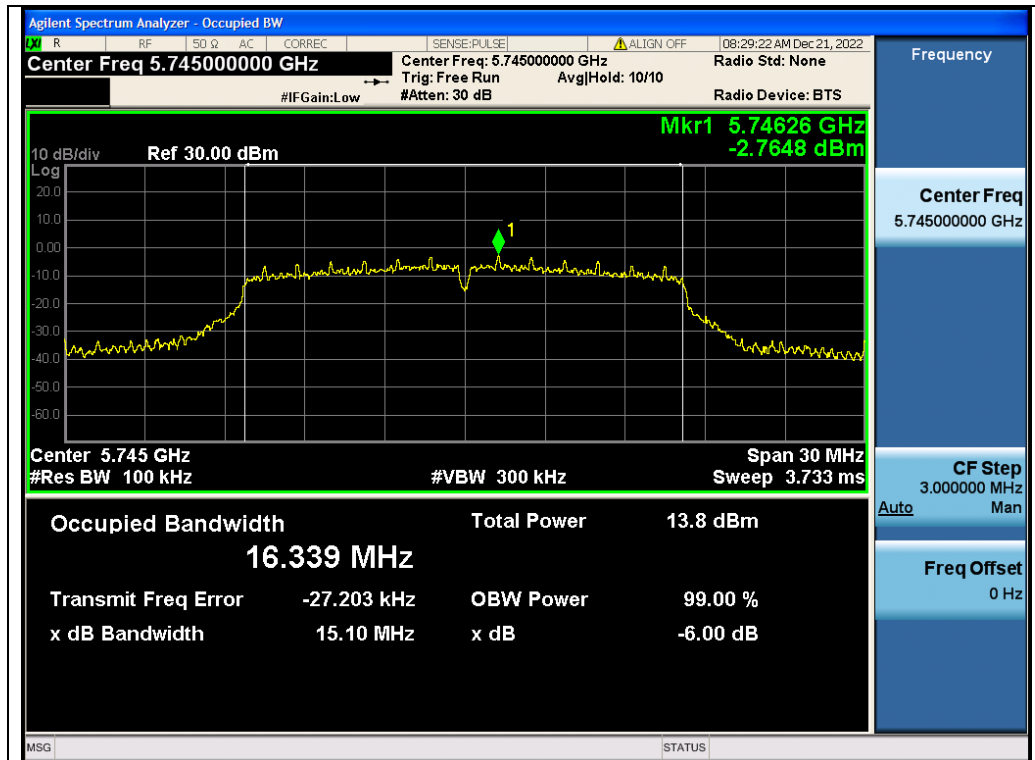 Agilent Spectrum Analyzer - Occupied BW
LXI R RF 50 Ω AC CORREC SENSE:PULSE ALIGN OFF 08:29:22 AM Dec 21, 2022
Center Freq 5.745000000 GHz
Center Freq: 5.745000000 GHz
Radio Std: None
Trig: Free Run Avg|Hold: 10/10
#IFGain:Low
#Atten: 30 dB
Radio Device: BTS
Mkr1 5.74626 GHz
-2.7648 dBm
10 dB/div Ref 30.00 dBm
Log
20.0
10.0
0.00
-10.0
-20.0
-30.0
-40.0
-50.0
-60.0
1
Center 5.745 GHz Span 30 MHz
#Res BW 100 kHz #VBW 300 kHz Sweep 3.733 ms
Occupied Bandwidth Total Power 13.8 dBm
16.339 MHz
Transmit Freq Error -27.203 kHz OBW Power 99.00 %
x dB Bandwidth 15.10 MHz x dB -6.00 dB
Frequency
Center Freq
5.745000000 GHz
CF Step
3.000000 MHz
Auto Man
Freq Offset
0 Hz
MSG STATUS